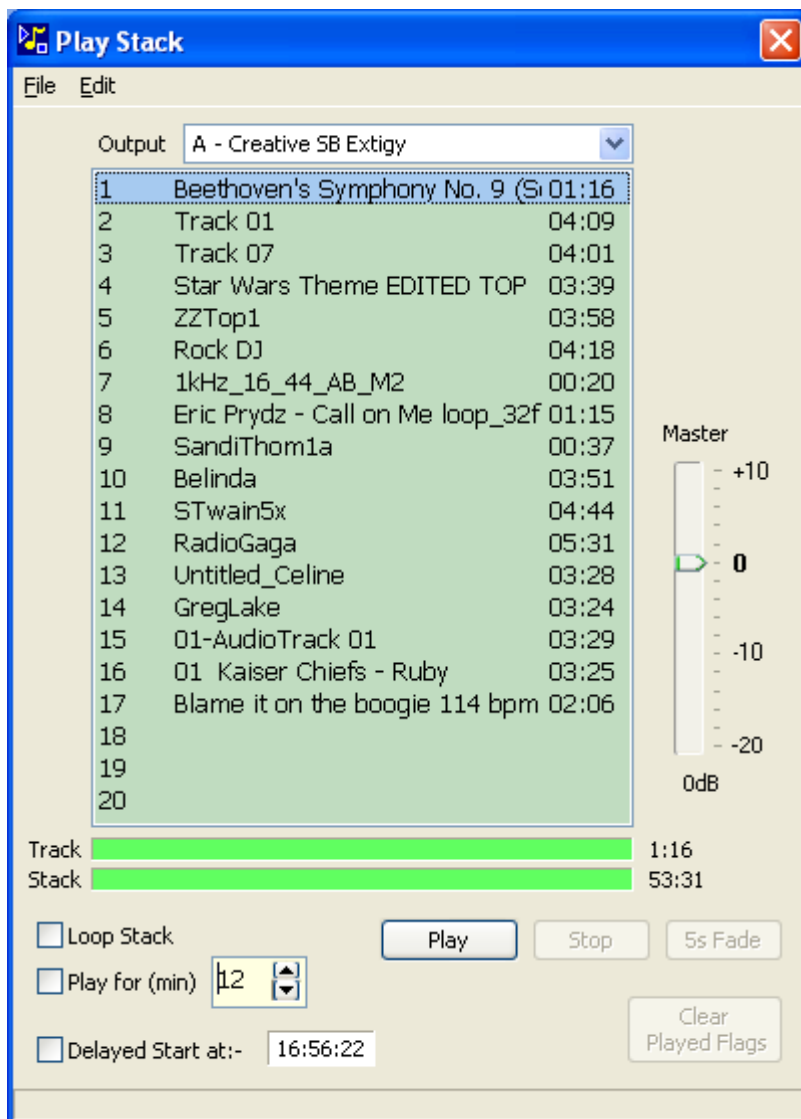 Play Stack
File Edit
Output A - Creative SB Extigy
1 Beethoven's Symphony No. 9 (S 01:16
2 Track 01 04:09
3 Track 07 04:01
4 Star Wars Theme EDITED TOP 03:39
5 ZZTop1 03:58
6 Rock DJ 04:18
7 1kHz_16_44_AB_M2 00:20
8 Eric Prydz - Call on Me loop_32f 01:15
9 SandiThom1a 00:37
10 Belinda 03:51
11 STwain5x 04:44
12 RadioGaga 05:31
13 Untitled_Celine 03:28
14 GregLake 03:24
15 01-AudioTrack 01 03:29
16 01 Kaiser Chiefs - Ruby 03:25
17 Blame it on the boogie 114 bpm 02:06
18
19
20
Master
+10
0
-10
-20
0dB
Track 1:16
Stack 53:31
Loop Stack
Play Stop 5s Fade
Play for (min) 12
Clear
Played Flags
Delayed Start at:- 16:56:22